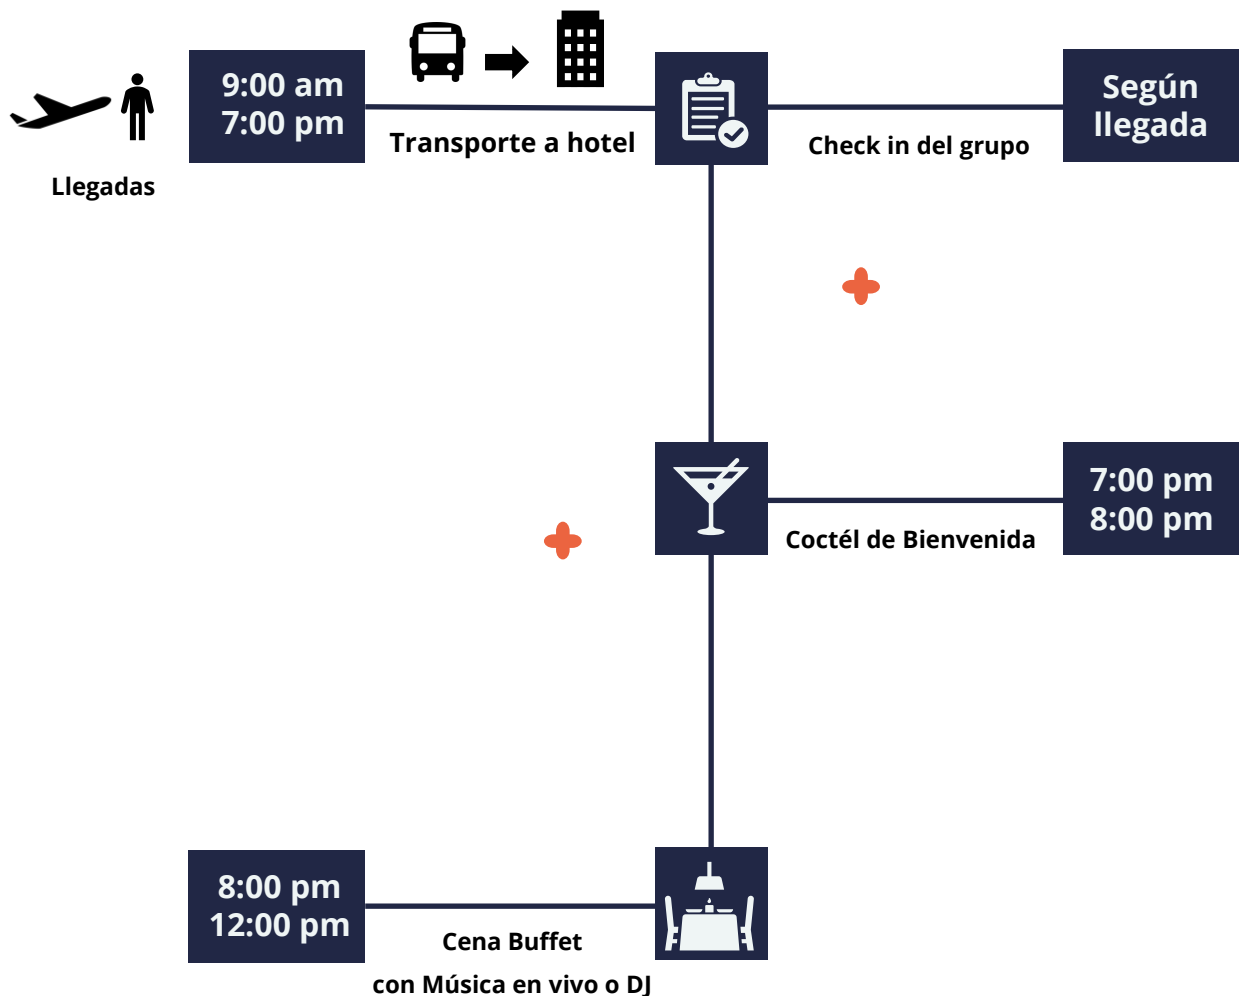 9:00 am
7:00 pm
Llegadas
Transporte a hotel
Check in del grupo
Según
llegada
Coctél de Bienvenida
7:00 pm
8:00 pm
8:00 pm
12:00 pm
Cena Buffet
con Música en vivo o DJ